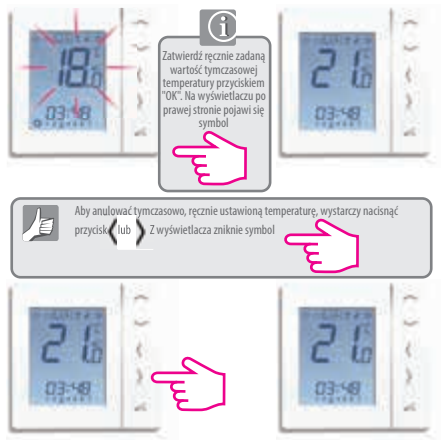 i
18.0
03:48
Zatwierdź ręcznie zadaną
wartość tymczasowej
temperatury przyciskiem
"OK". Na wyświetlaczu po
prawej stronie pojawi się
symbol
21.0
03:48
Aby anulować tymczasowo, ręcznie ustawioną temperaturę, wystarczy nacisnąć
przycisk lub Z wyświetlacza zniknie symbol
21.0
03:48
21.0
03:48